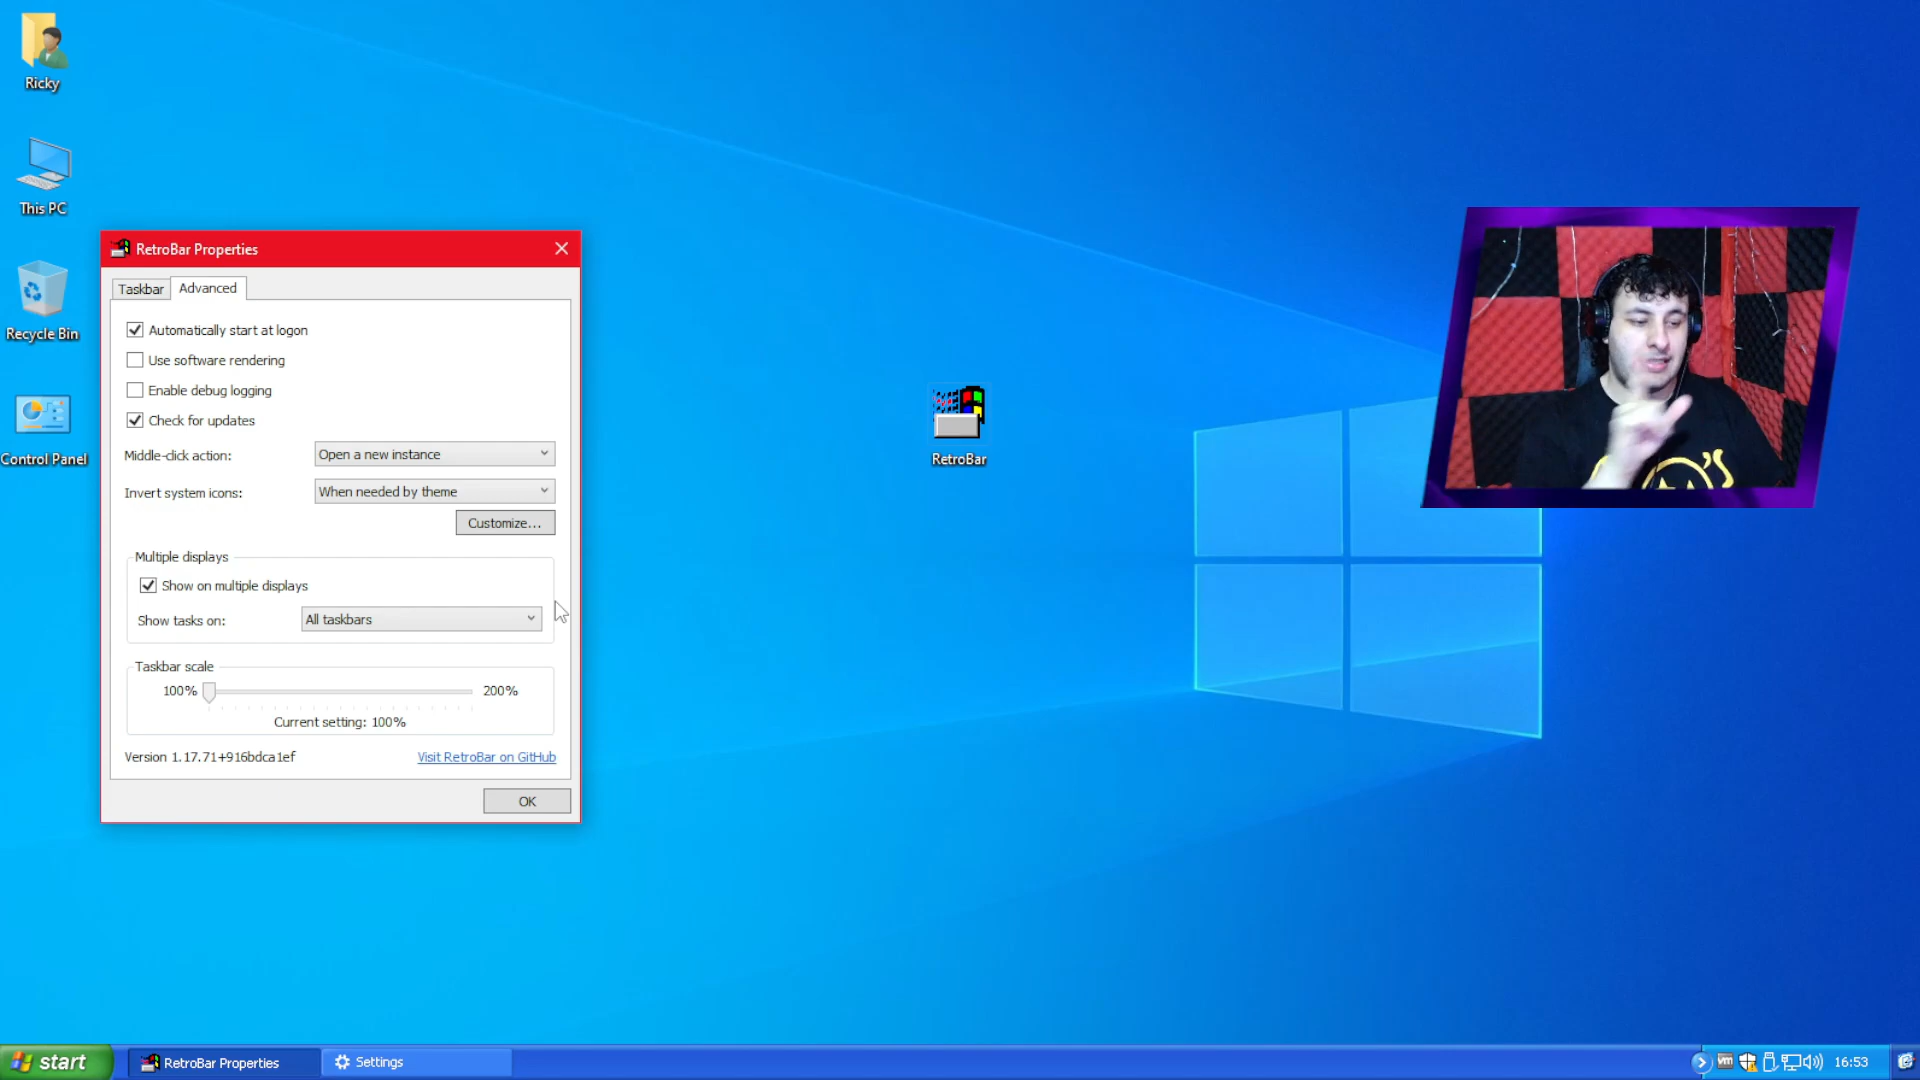 Ricky
This PC
Recycle Bin
Control Panel
RetroBar Properties
Taskbar
Advanced
Automatically start at logon
Use software rendering
Enable debug logging
Check for updates
Middle-click action: Open a new instance
Invert system icons: When needed by theme
Customize...
Multiple displays
Show on multiple displays
Show tasks on: All taskbars
Taskbar scale
100% 200%
Current setting: 100%
Version 1.17.71+916bdca1ef Visit RetroBar on GitHub
OK
RetroBar
start RetroBar Properties Settings vm 16:53